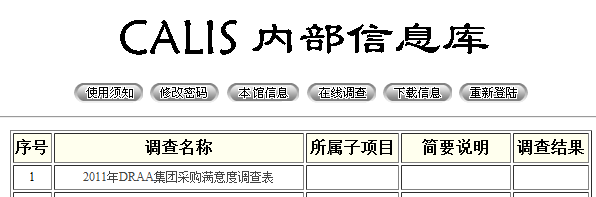 CALIS 内部信息库
使用须知 修改密码 本馆信息 在线调查 下载信息 重新登陆
序号 调查名称 所属子项目 简要说明 调查结果
1 2011年DRAA集团采购满意度调查表